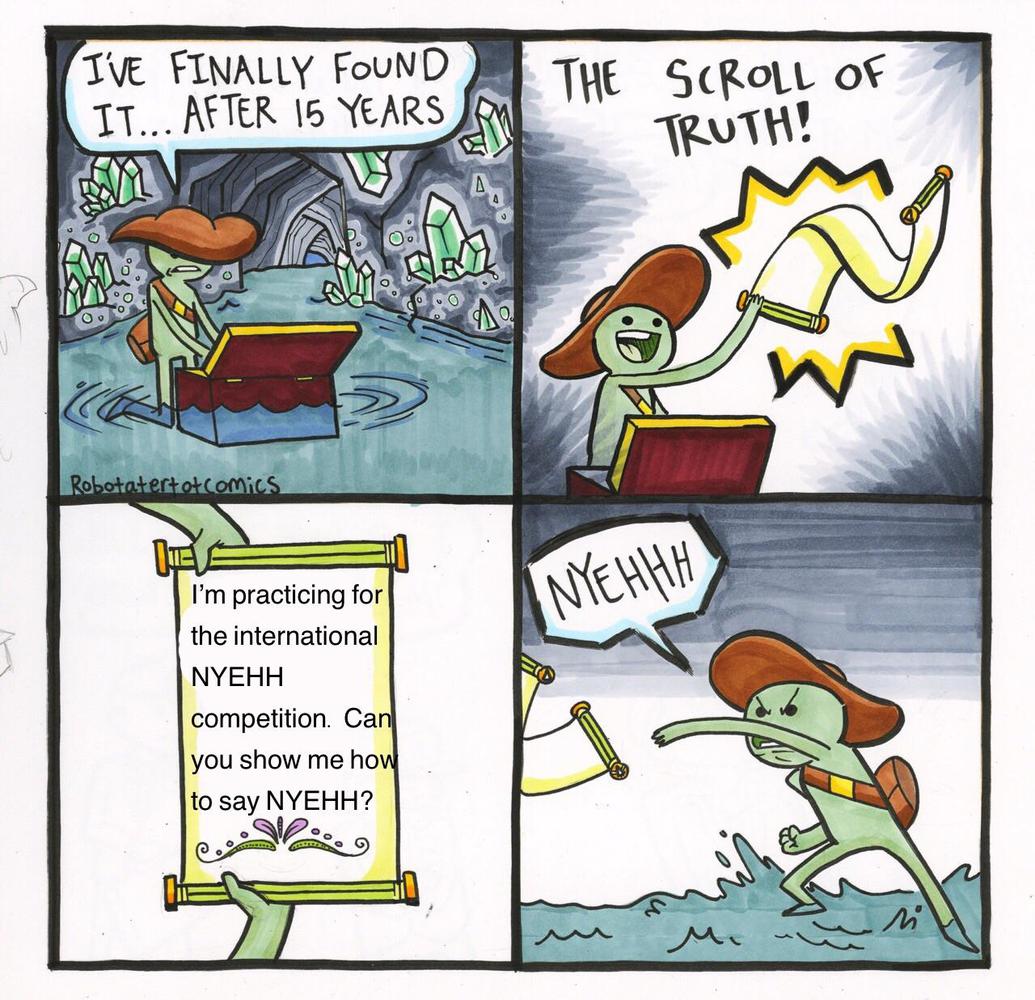 I'VE FINALLY FOUND
IT... AFTER 15 YEARS
THE SCROLL OF
TRUTH!
Robotatertotcomics
I'm practicing for
the international
NYEHH
competition. Can
you show me how
to say NYEHH?
NYEHHH